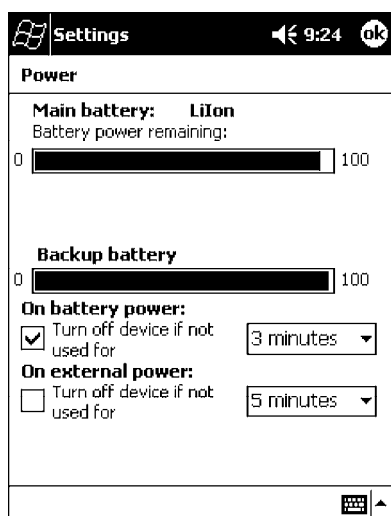 Settings 9:24 ok
Power
Main battery: LiIon
Battery power remaining:
0 100
Backup battery
0 100
On battery power:
Turn off device if not
used for
3 minutes
On external power:
Turn off device if not
used for
5 minutes